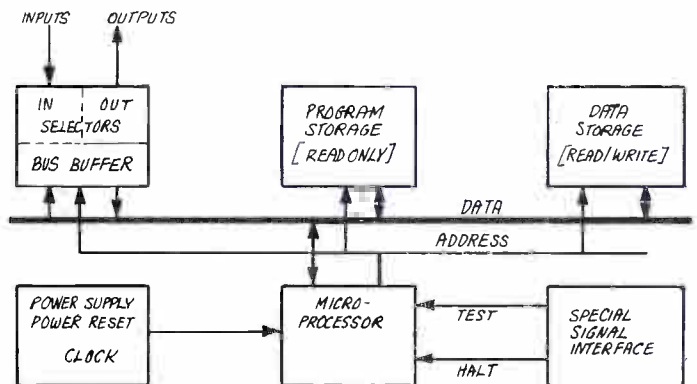 INPUTS
OUTPUTS
IN
OUT
SELECTORS
BUS BUFFER
PROGRAM
STORAGE
[READ ONLY]
DATA
STORAGE
[READ/WRITE]
DATA
ADDRESS
POWER SUPPLY
POWER RESET
CLOCK
MICRO-
PROCESSOR
TEST
HALT
SPECIAL
SIGNAL
INTERFACE